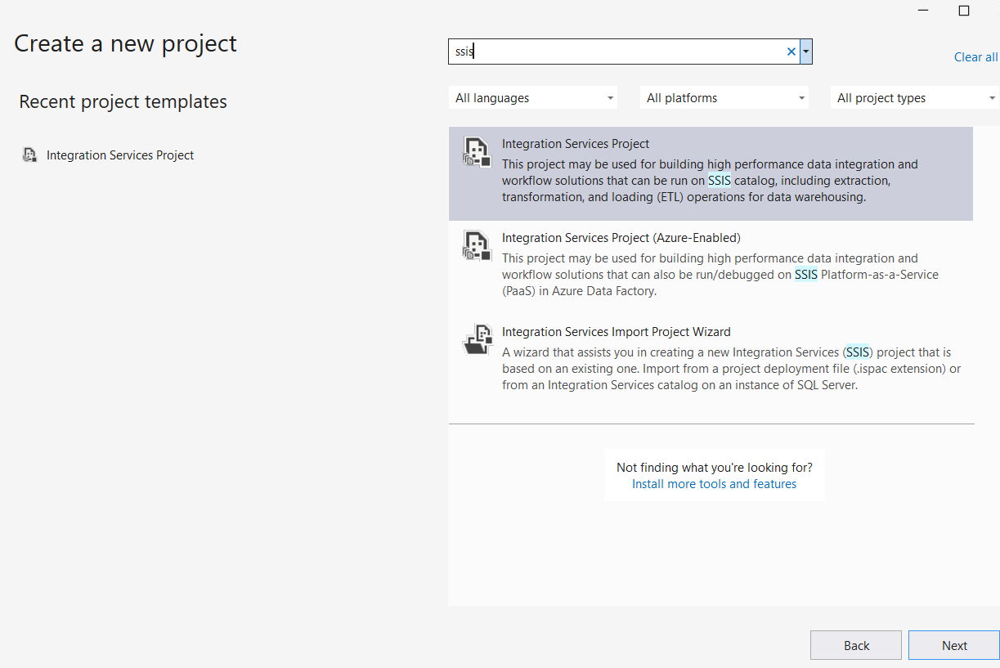 Create a new project
ssis
Clear all
Recent project templates
All languages
All platforms
All project types
Integration Services Project
Integration Services Project
This project may be used for building high performance data integration and
workflow solutions that can be run on SSIS catalog, including extraction,
transformation, and loading (ETL) operations for data warehousing.
Integration Services Project (Azure-Enabled)
This project may be used for building high performance data integration and
workflow solutions that can also be run/debugged on SSIS Platform-as-a-Service
(PaaS) in Azure Data Factory.
Integration Services Import Project Wizard
A wizard that assists you in creating a new Integration Services (SSIS) project that is
based on an existing one. Import from a project deployment file (.ispac extension) or
from an Integration Services catalog on an instance of SQL Server.
Not finding what you're looking for?
Install more tools and features
Back
Next